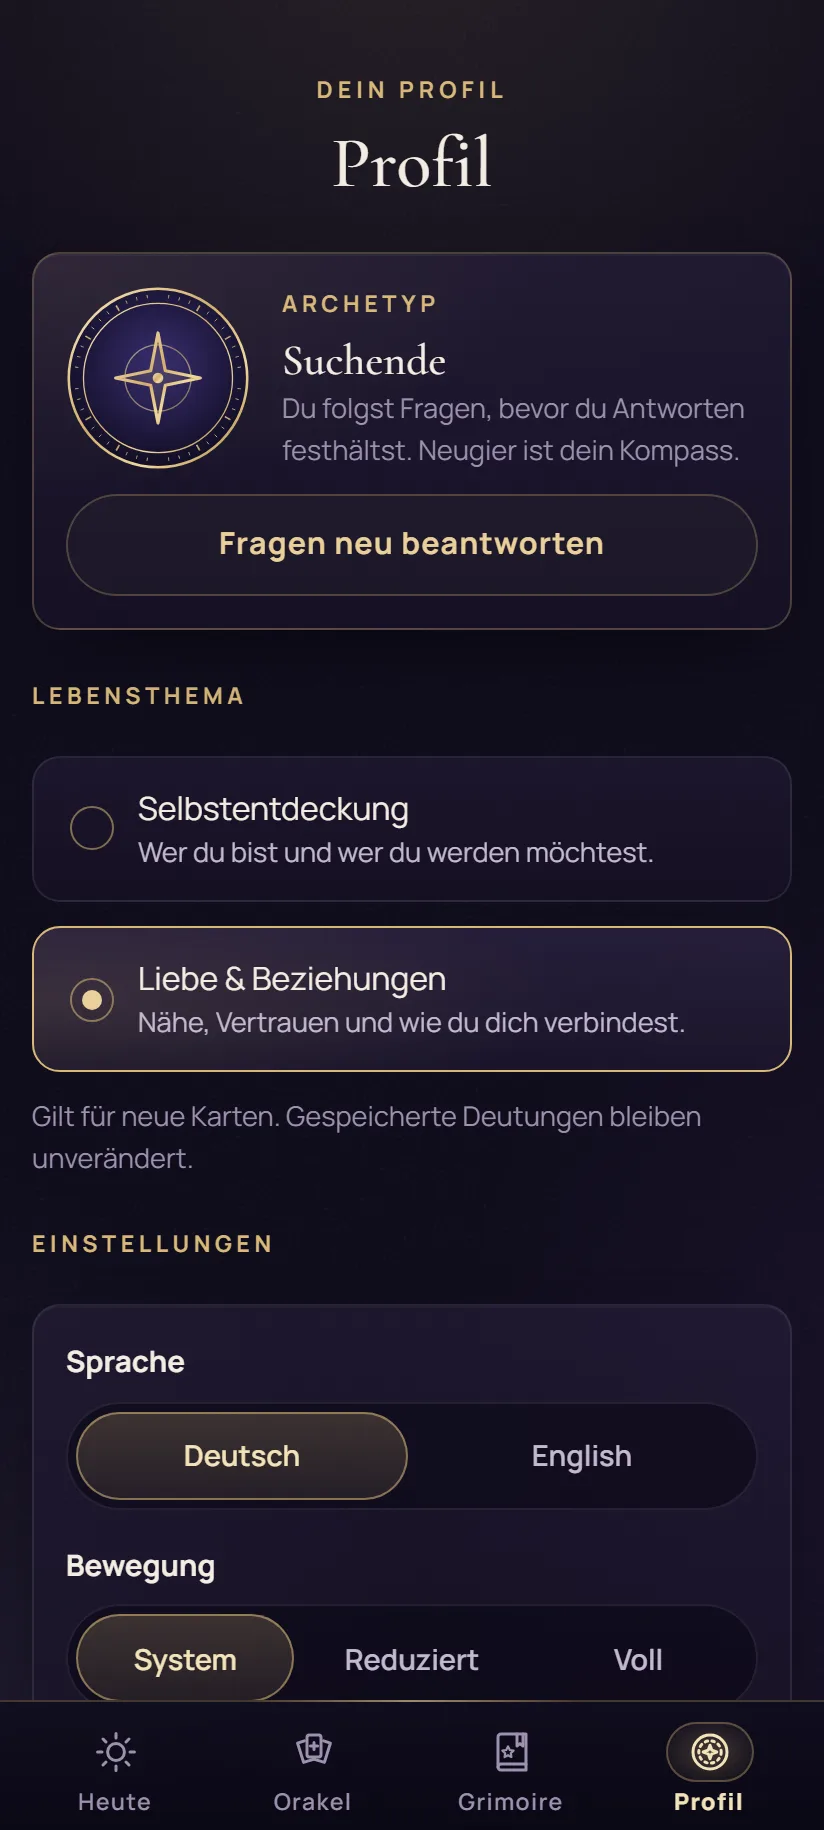 DEIN PROFIL
Profil
ARCHETYP
Suchende
Du folgst Fragen, bevor du Antworten
festhältst. Neugier ist dein Kompass.
Fragen neu beantworten
LEBENSTHEMA
Selbstentdeckung
Wer du bist und wer du werden möchtest.
Liebe & Beziehungen
Nähe, Vertrauen und wie du dich verbindest.
Gilt für neue Karten. Gespeicherte Deutungen bleiben
unverändert.
EINSTELLUNGEN
Sprache
Deutsch English
Bewegung
System Reduziert Voll
Heute Orakel Grimoire Profil